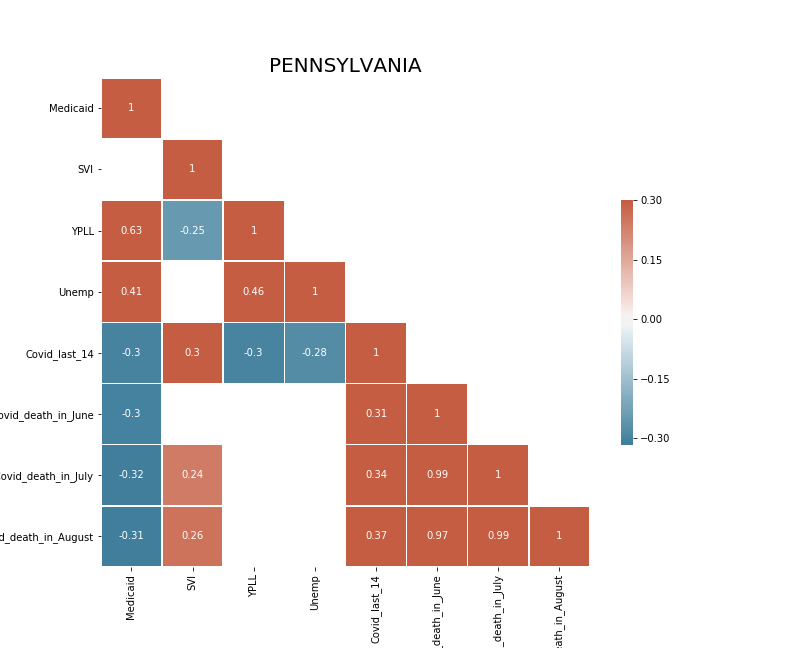 PENNSYLVANIA
Medicaid
1
SVI
1
YPLL
0.63 -0.25 1
Unemp
0.41 0.46 1
Covid_last_14
-0.3 0.3 -0.3 -0.28 1
ovid_death_in_June
-0.3 0.31 1
Covid_death_in_July
-0.32 0.24 0.34 0.99 1
d_death_in_August
-0.31 0.26 0.37 0.97 0.99 1
Medicaid
SVI
YPLL
Unemp
Covid_last_14
_death_in_June
_death_in_July
eath_in_August
0.30
0.15
0.00
−0.15
−0.30